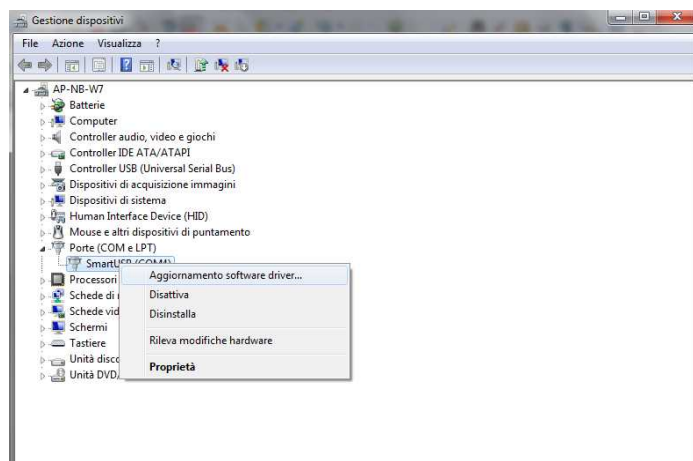 Gestione dispositivi
File Azione Visualizza ?
AP-NB-W7
Batterie
Computer
Controller audio, video e giochi
Controller IDE ATA/ATAPI
Controller USB (Universal Serial Bus)
Dispositivi di acquisizione immagini
Dispositivi di sistema
Human Interface Device (HID)
Mouse e altri dispositivi di puntamento
Porte (COM e LPT)
SmartUSB (COM4)
Aggiornamento software driver...
Processori
Disattiva
Schede di
Schede vid
Disinstalla
Schermi
Tastiere
Rileva modifiche hardware
Unità disco
Proprietà
Unità DVD